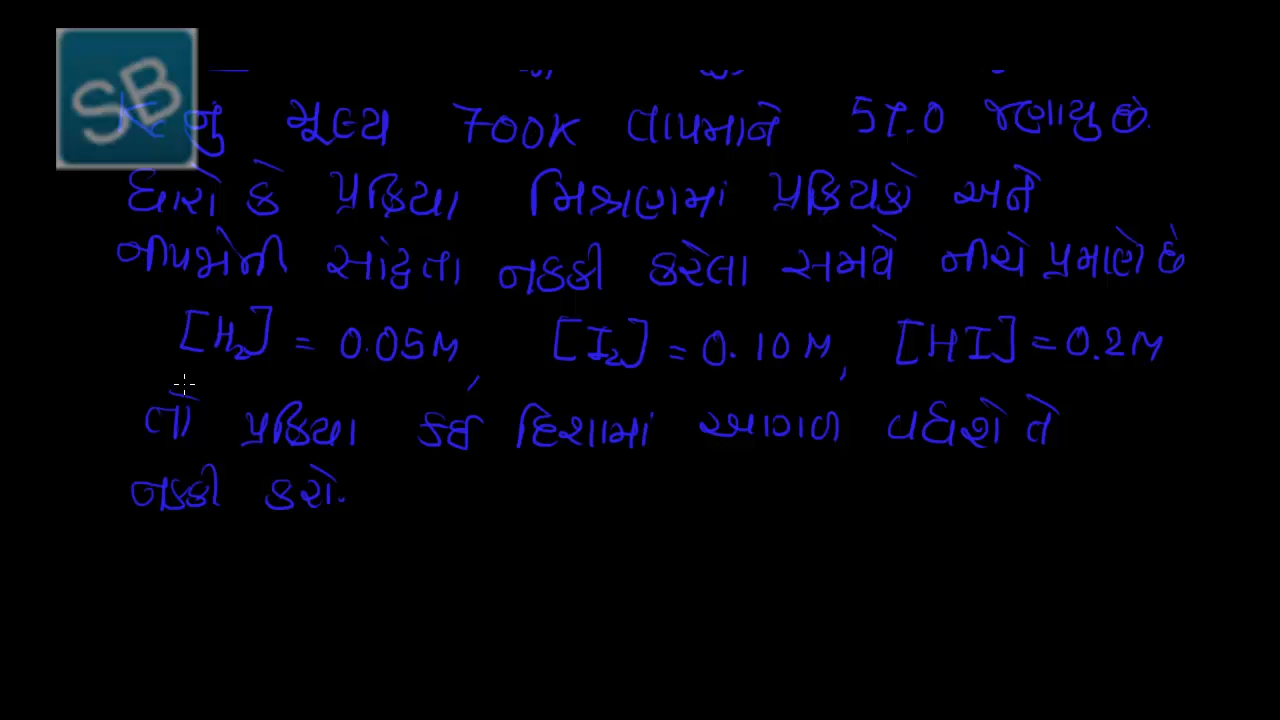 SB
Kc નું મૂલ્ય 700K તાપમાને 57.0 જણાયુ છે.
ધારો કે પ્રક્રિયા મિશ્રણમાં પ્રક્રિયકો અને
નીપજોની સાંદ્રતા નક્કી કરેલા સમયે નીચે પ્રમાણે છે
[H₂] = 0.05M, [I₂] = 0.10M, [HI] = 0.2M
તો પ્રક્રિયા કઈ દિશામાં આગળ વધશે તે
નક્કી કરો.